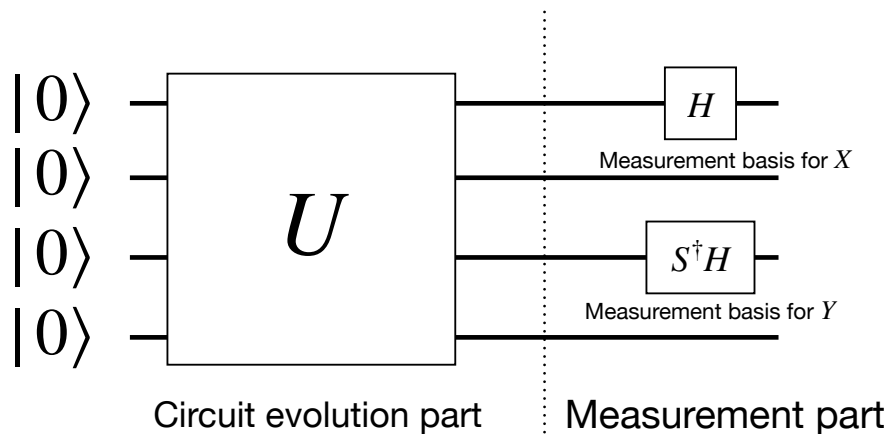 |0⟩
H
Measurement basis for X
|0⟩
U
|0⟩
S†H
Measurement basis for Y
|0⟩
Circuit evolution part
Measurement part